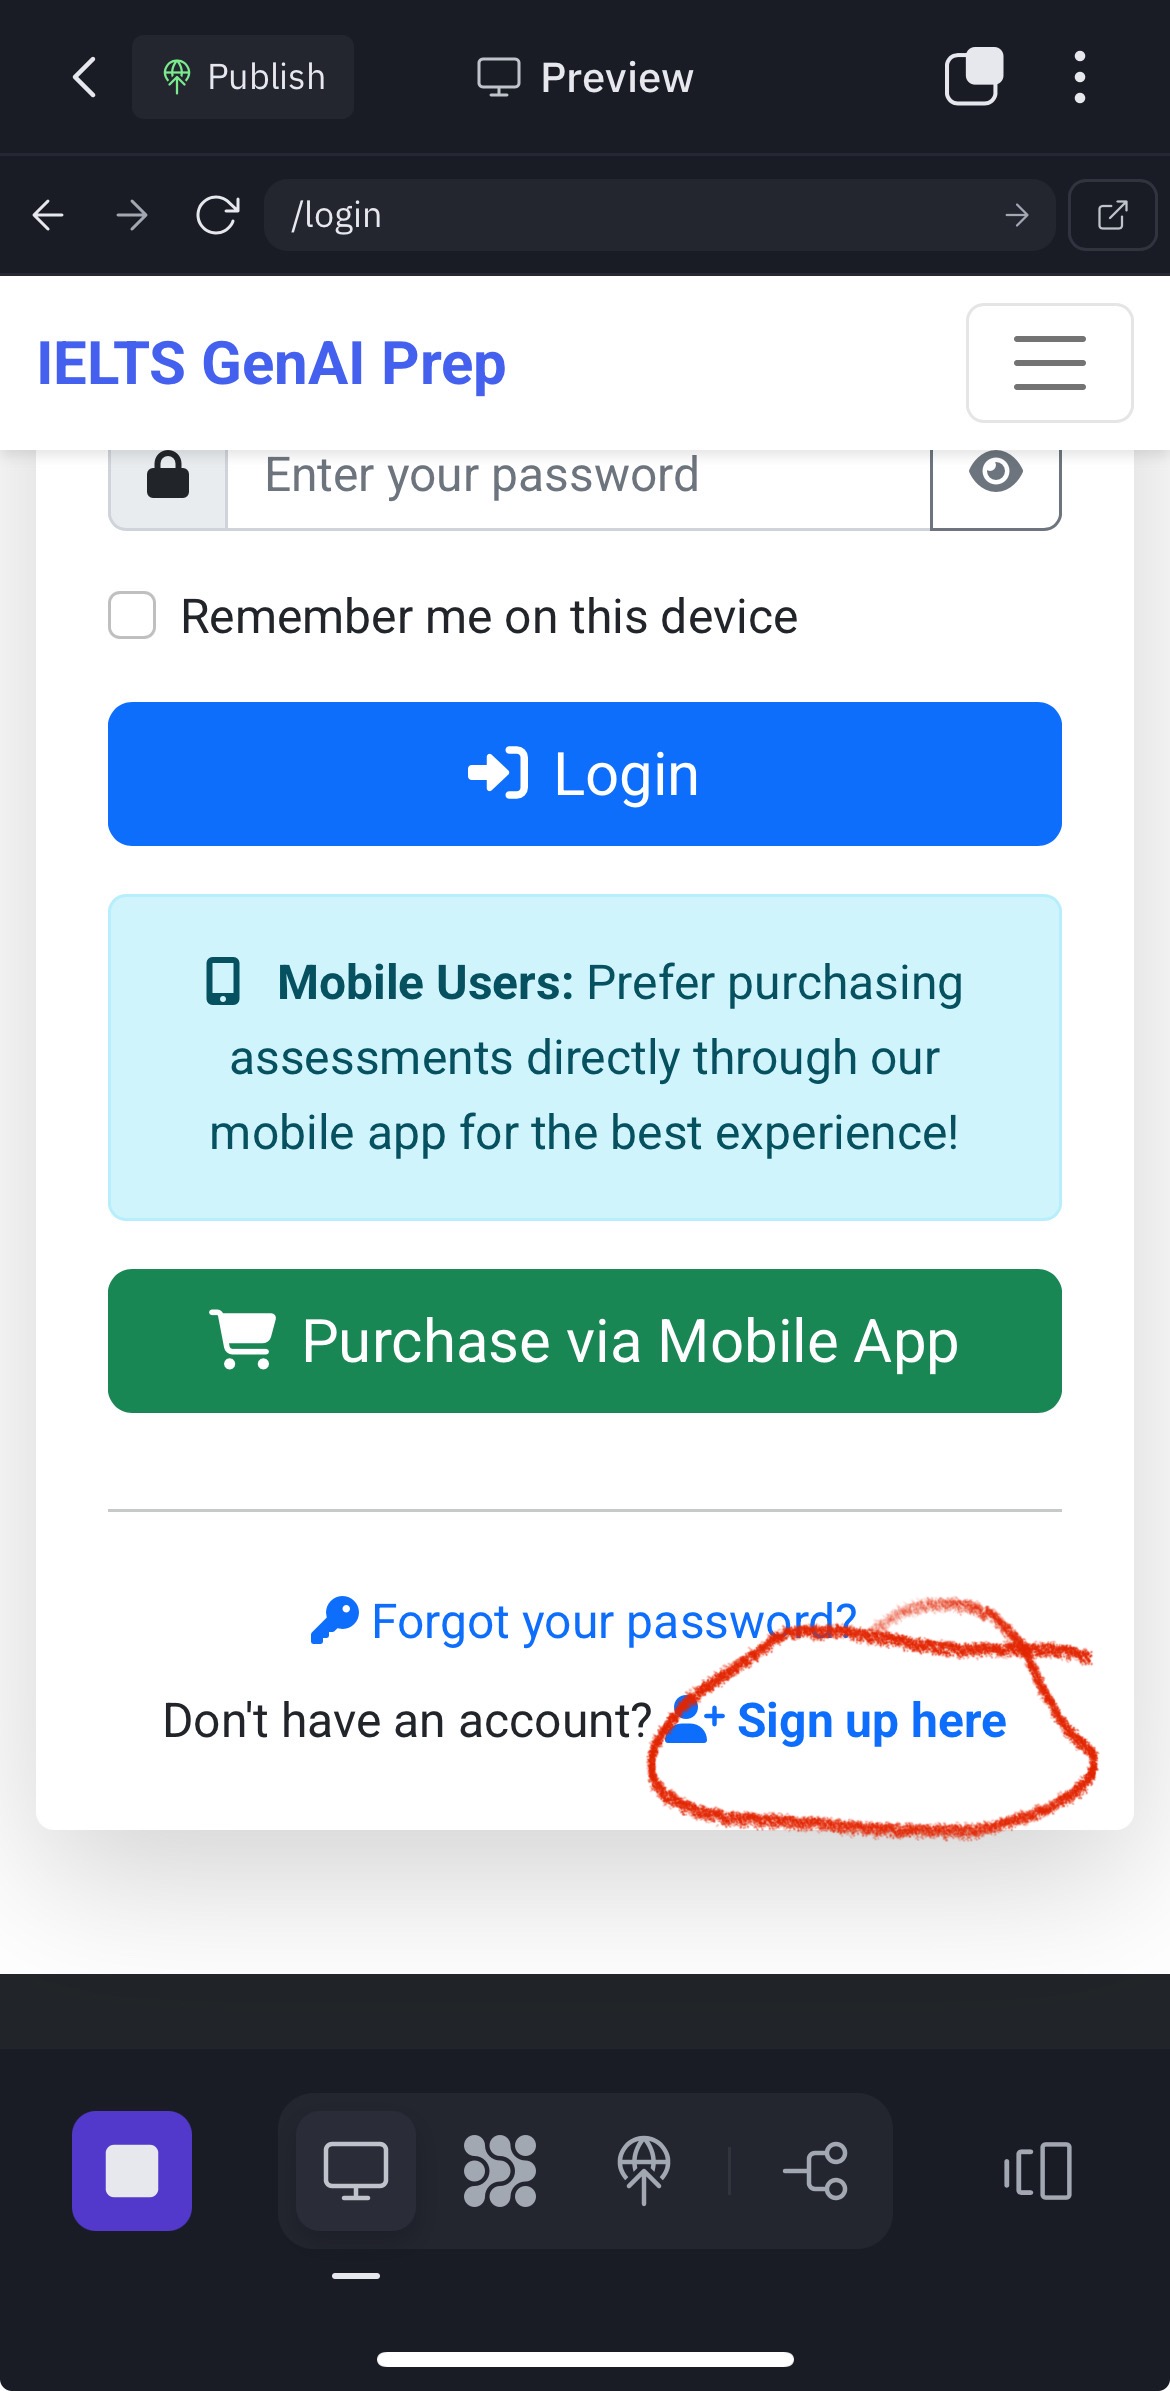 Publish
Preview
/login
IELTS GenAI Prep
Enter your password
Remember me on this device
Login
Mobile Users: Prefer purchasing
assessments directly through our
mobile app for the best experience!
Purchase via Mobile App
Forgot your password?
Don't have an account? Sign up here